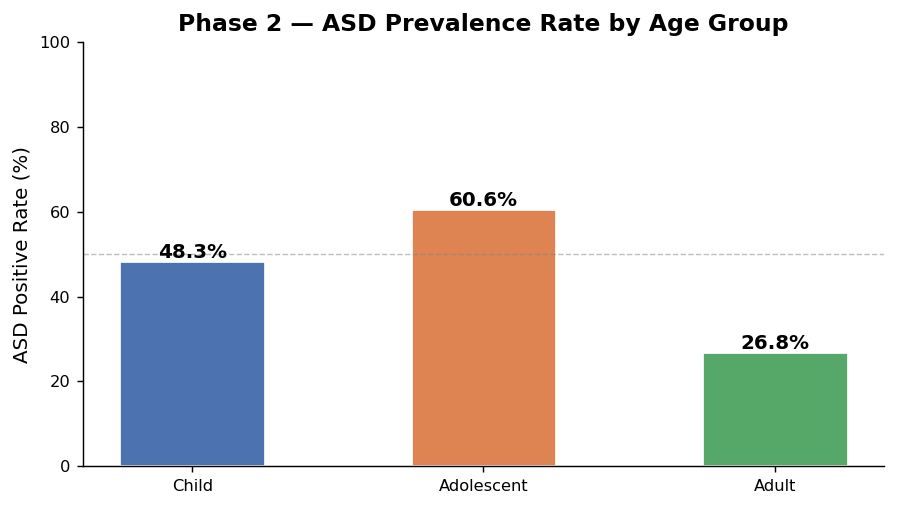 Phase 2 — ASD Prevalence Rate by Age Group
ASD Positive Rate (%)
100
80
60
40
20
0
48.3%
60.6%
26.8%
Child
Adolescent
Adult